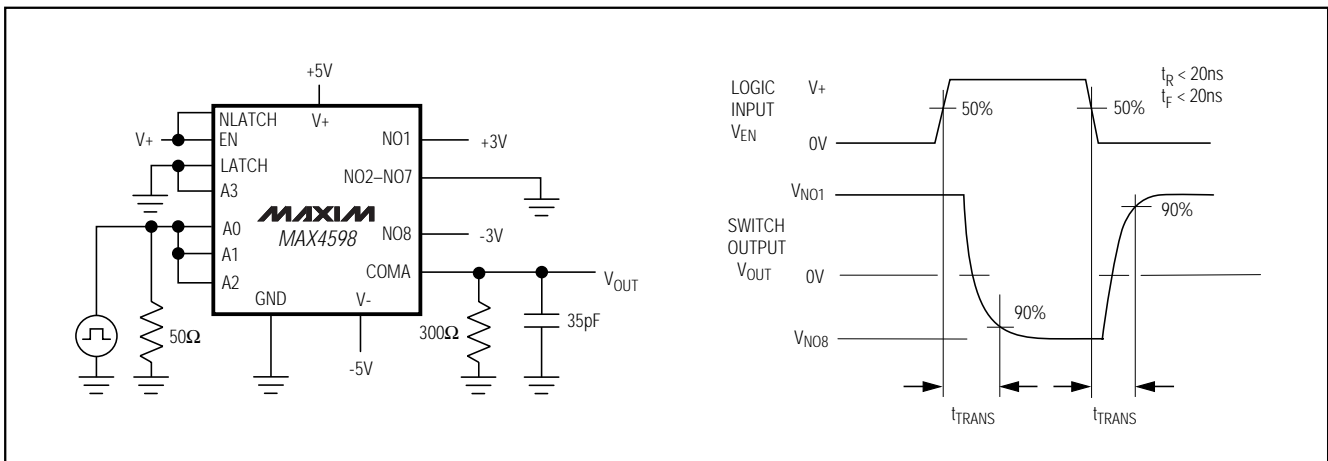 +5V
NLATCH
V+
EN
V+
LATCH
A3
A0
A1
A2
GND
V-
NO1
NO2–NO7
NO8
COMA
MAXIM
MAX4598
+3V
-3V
VOUT
50Ω
-5V
300Ω
35pF
LOGIC
INPUT
VEN
V+
0V
50%
50%
tR < 20ns
tF < 20ns
SWITCH
OUTPUT
VOUT
VNO1
0V
VNO8
90%
90%
tTRANS
tTRANS